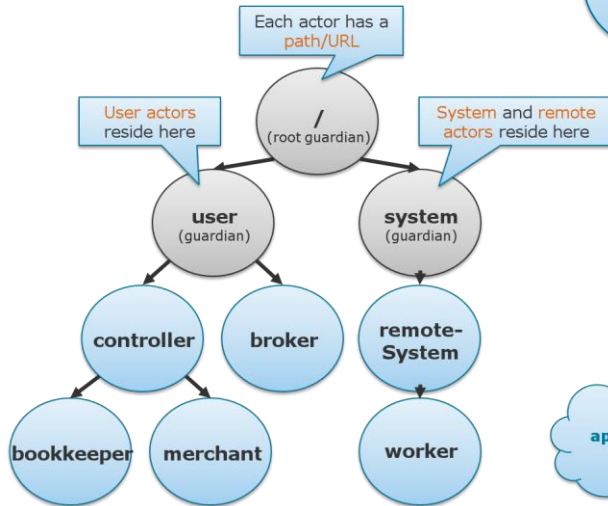 Each actor has a
path/URL
User actors
reside here
/
(root guardian)
System and remote
actors reside here
user
(guardian)
system
(guardian)
controller
broker
remote-
System
bookkeeper
merchant
worker